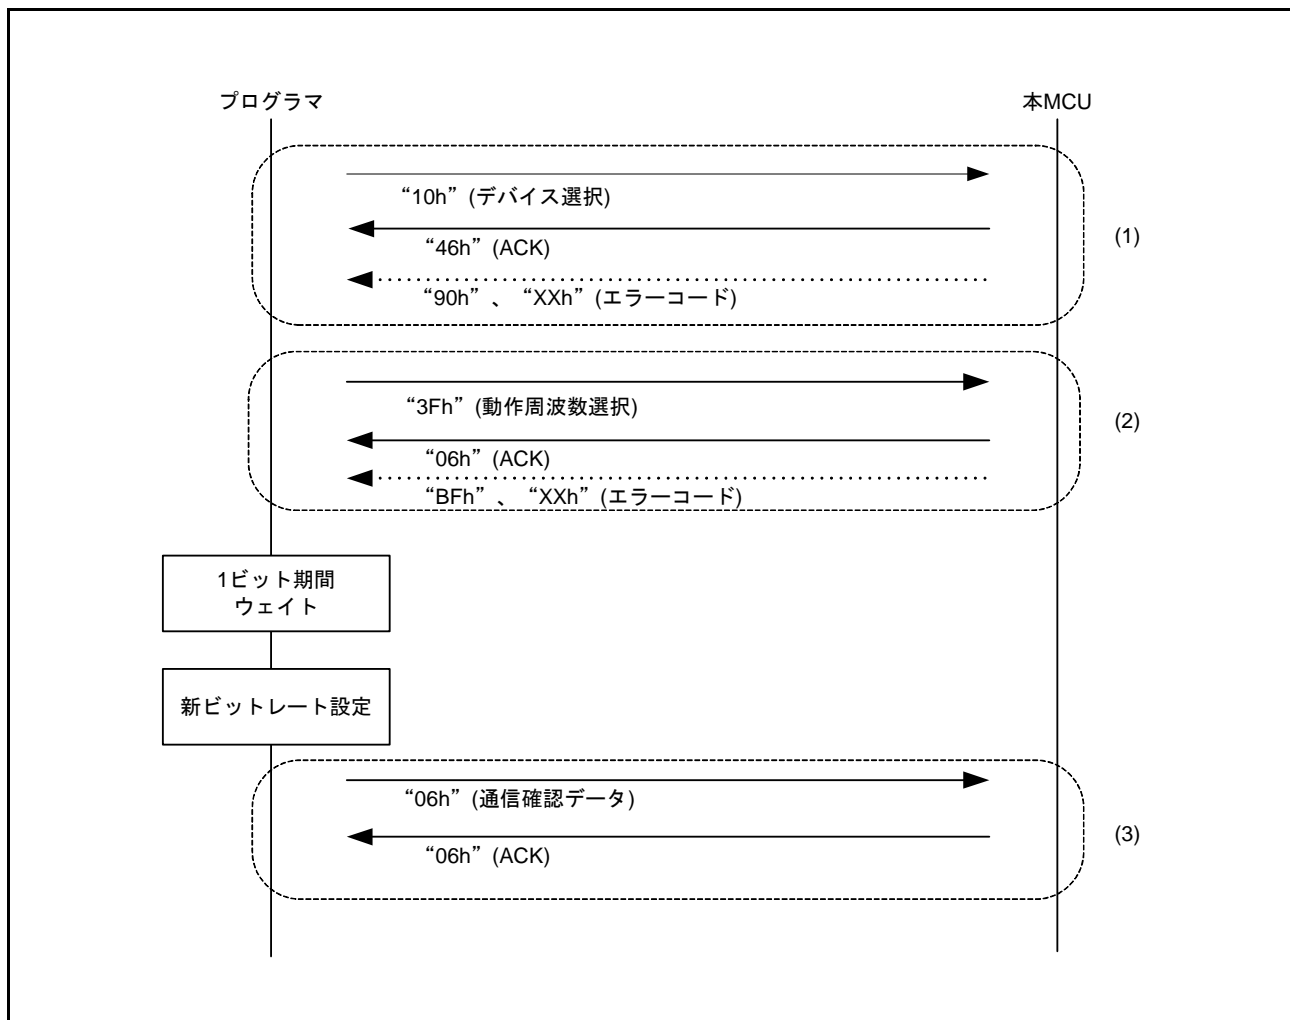 プログラマ
本MCU
“10h” (デバイス選択)
“46h” (ACK)
“90h” 、 “XXh” (エラーコード)
(1)
“3Fh” (動作周波数選択)
“06h” (ACK)
“BFh” 、 “XXh” (エラーコード)
(2)
1ビット期間
ウェイト
新ビットレート設定
“06h” (通信確認データ)
“06h” (ACK)
(3)